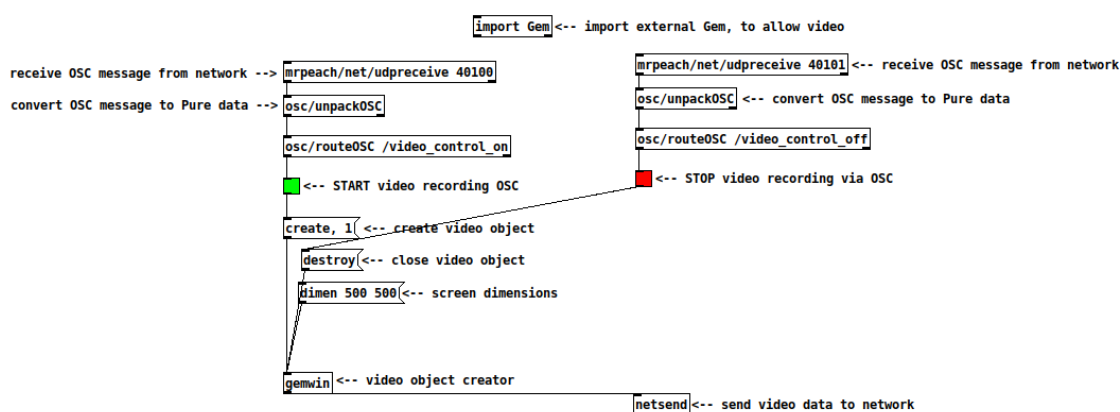 import Gem <-- import external Gem, to allow video
receive OSC message from network --> mrpeach/net/udpreceive 40100
mrpeach/net/udpreceive 40101 <-- receive OSC message from network
convert OSC message to Pure data --> osc/unpackOSC
osc/unpackOSC <-- convert OSC message to Pure data
osc/routeOSC /video_control_on
osc/routeOSC /video_control_off
<-- START video recording OSC
<-- STOP video recording via OSC
create, 1 <-- create video object
destroy <-- close video object
dimen 500 500 <-- screen dimensions
gemwin <-- video object creator
netsend <-- send video data to network